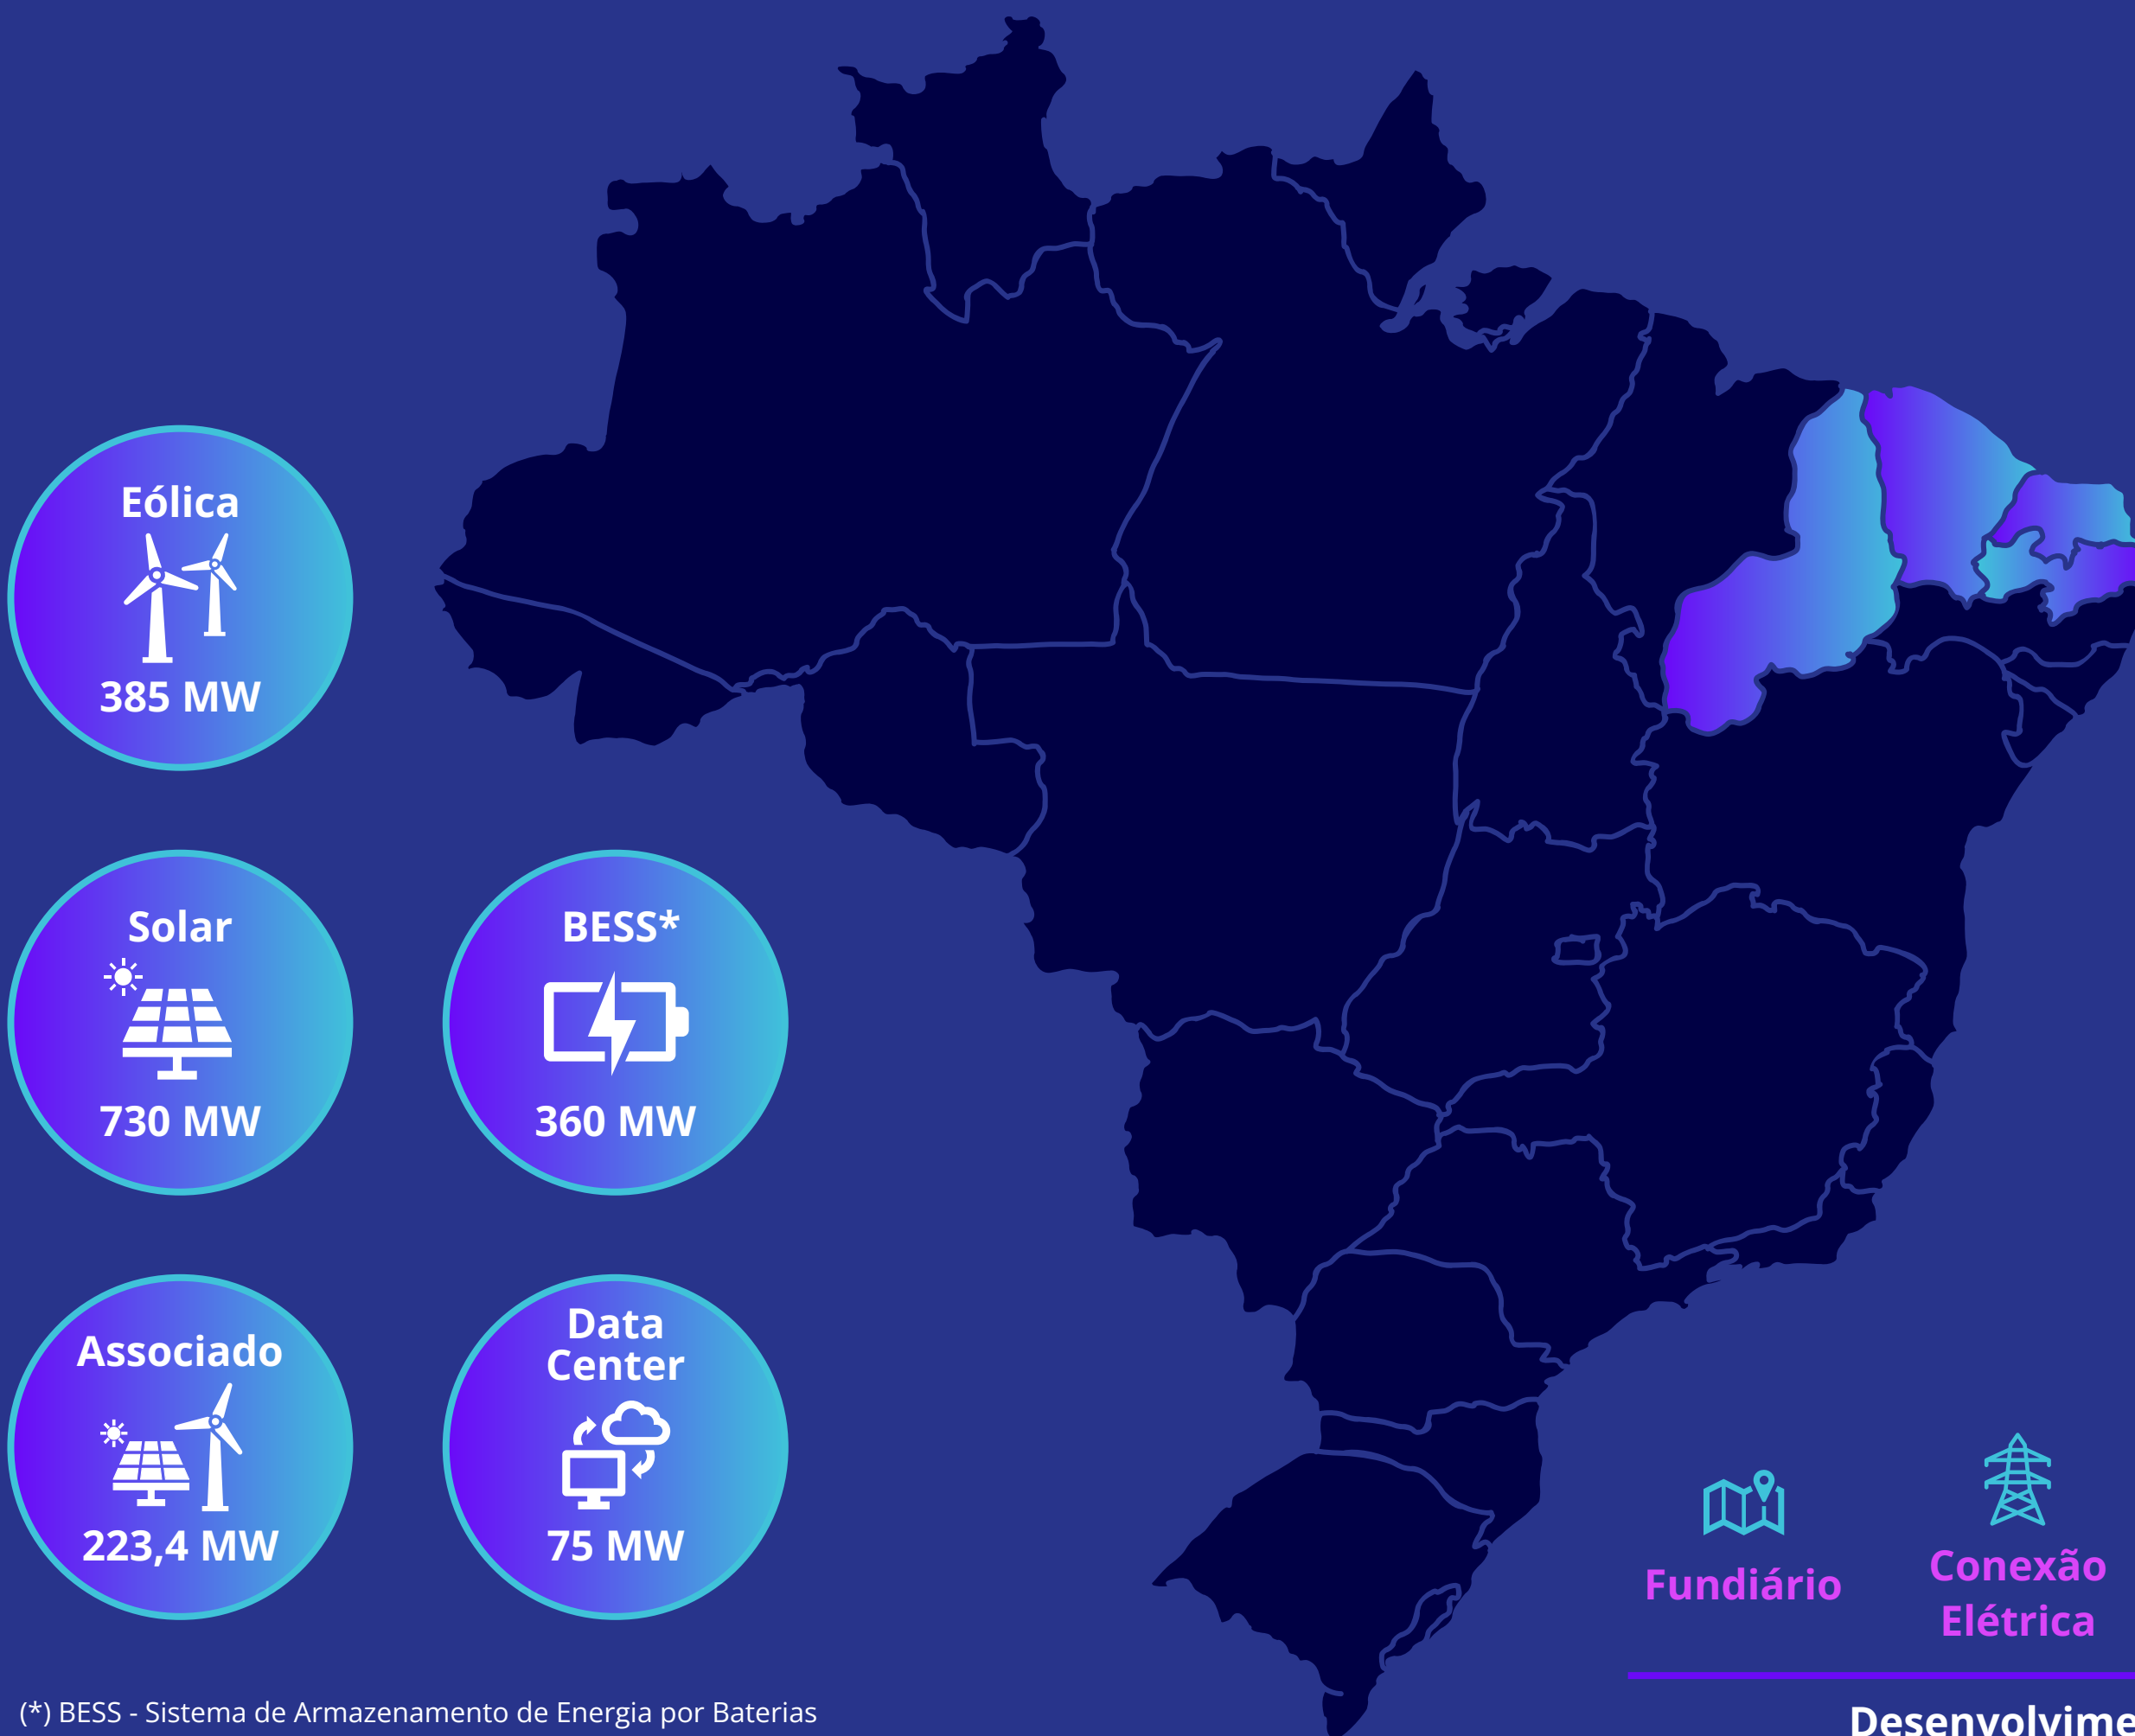 Eólica
385 MW
Solar
730 MW
BESS*
360 MW
Associado
223,4 MW
Data
Center
75 MW
Fundiário
Conexão
Elétrica
(*) BESS - Sistema de Armazenamento de Energia por Baterias